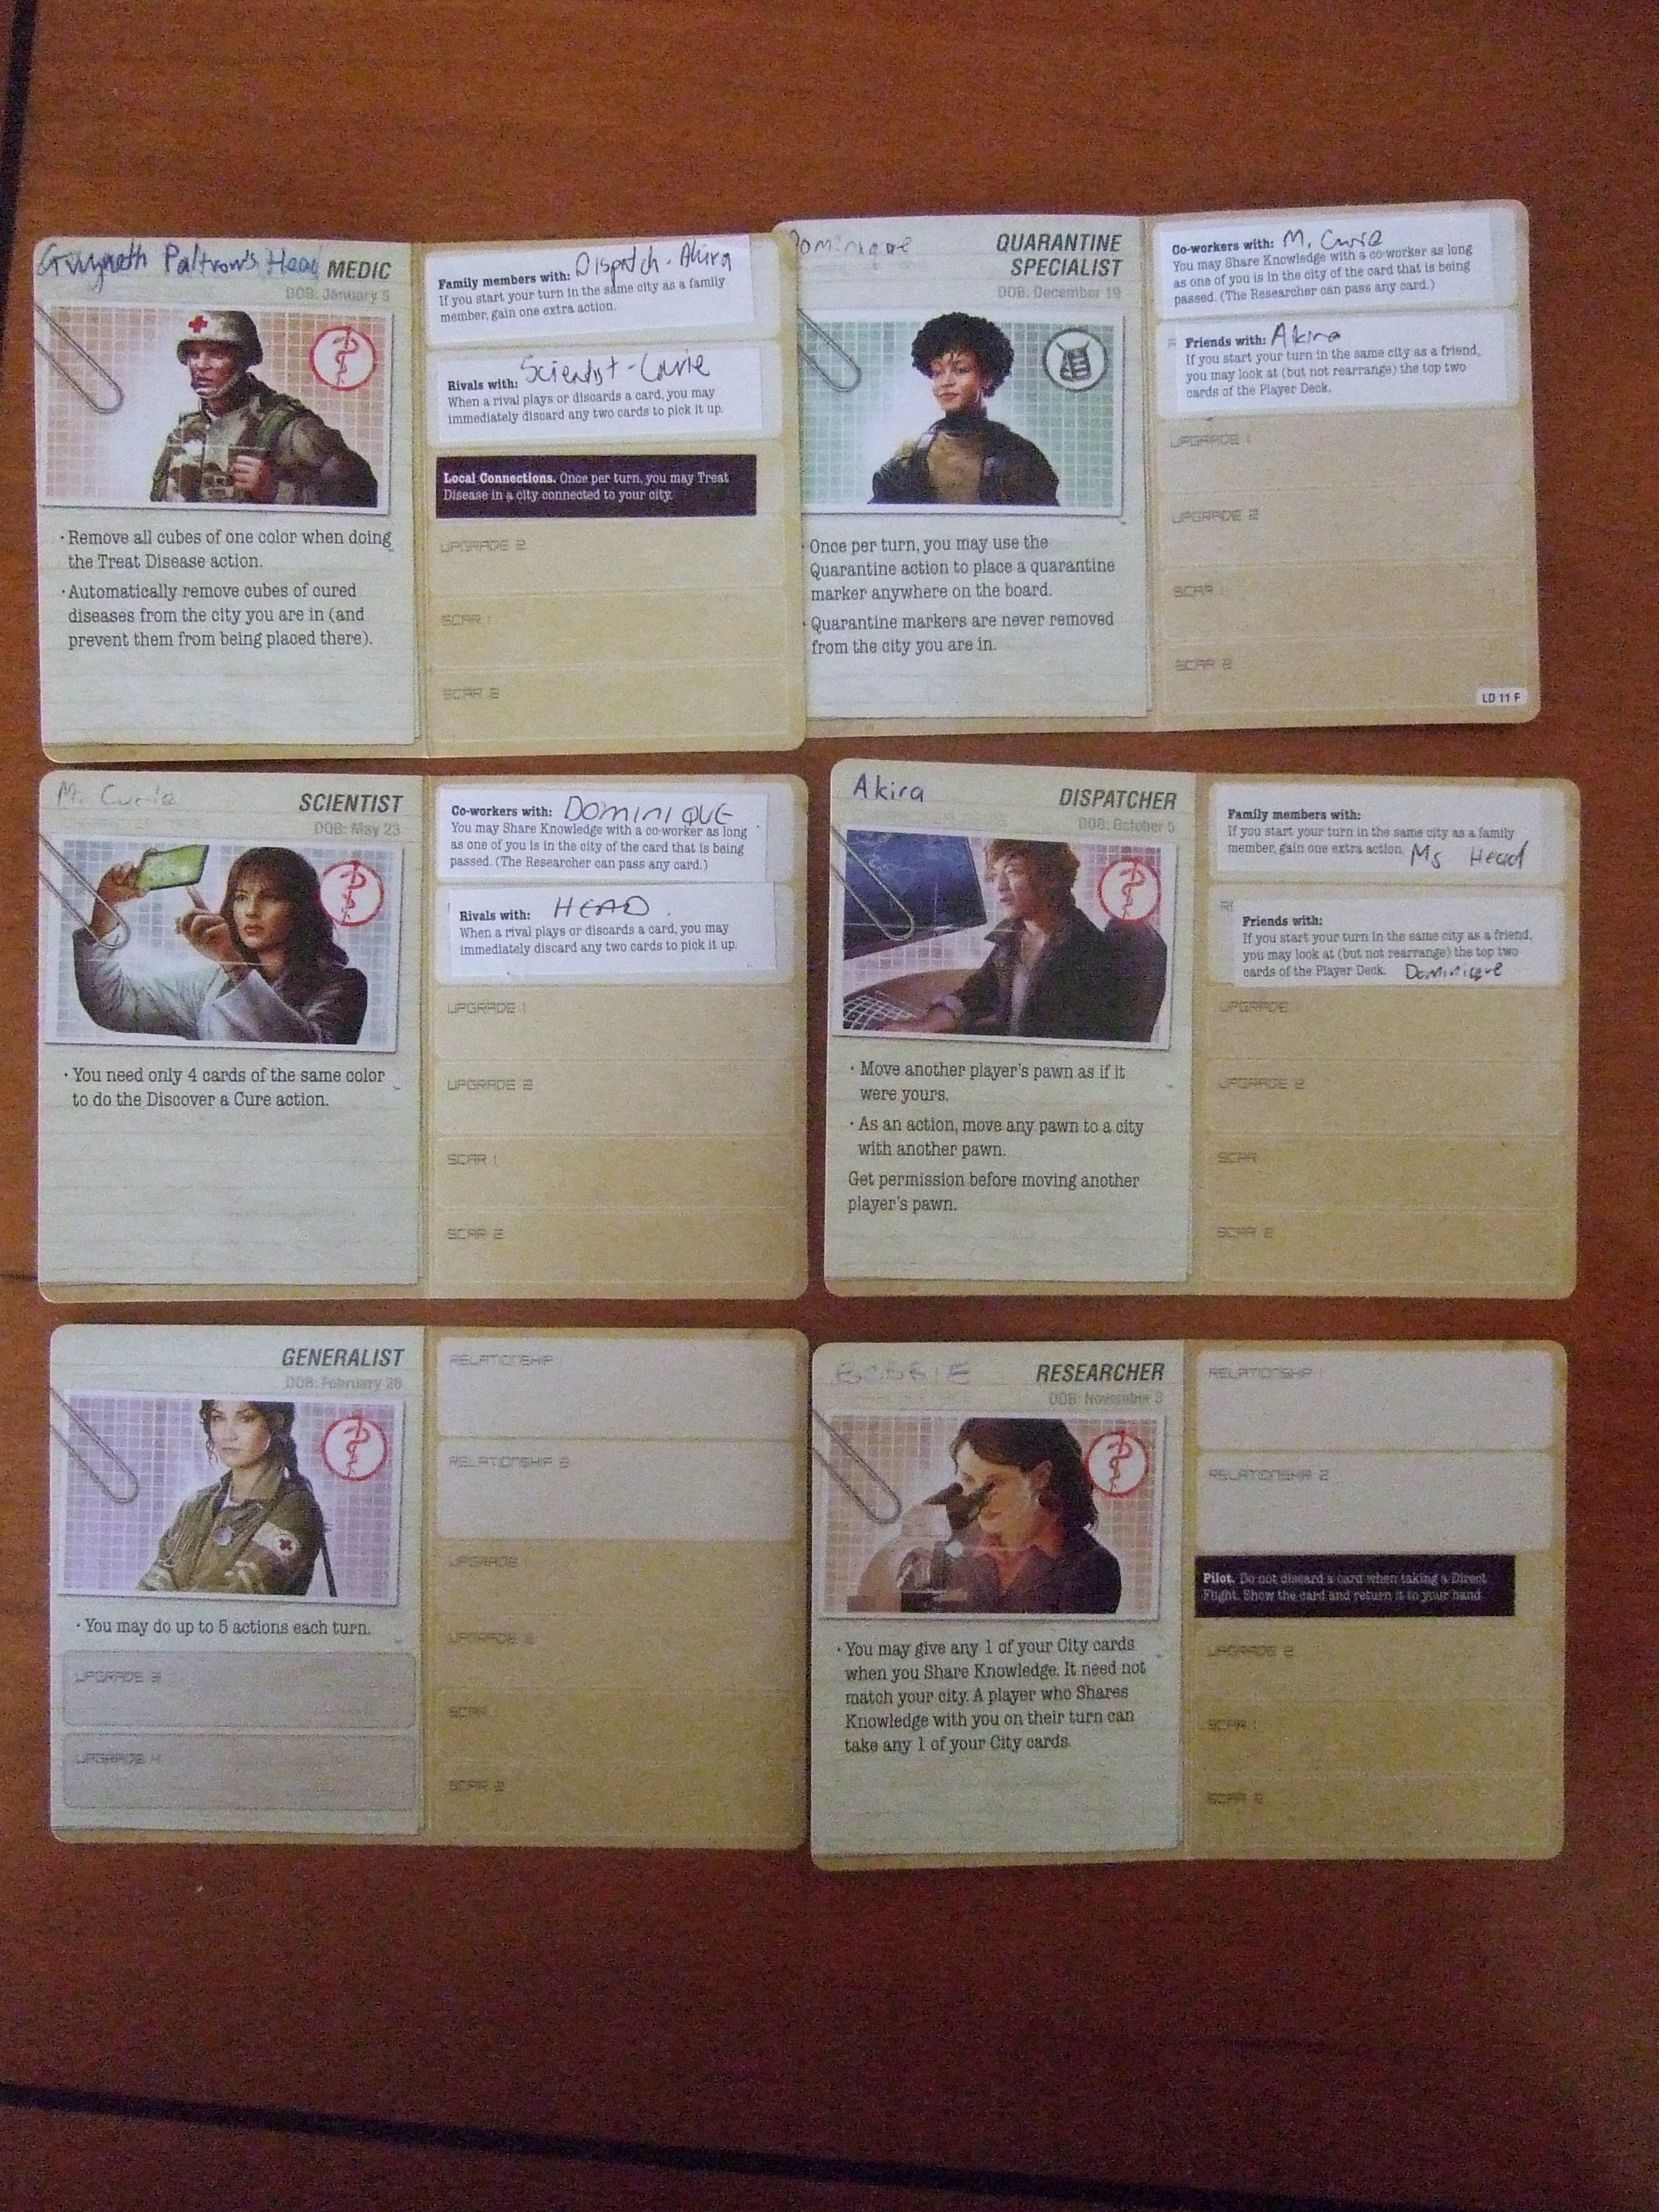 Gwyneth Paltrow's Head MEDIC
DOB: January 5
· Remove all cubes of one color when doing
the Treat Disease action.
· Automatically remove cubes of cured
diseases from the city you are in (and
prevent them from being placed there).
Family members with: Dispatch - Akira
If you start your turn in the same city as a family
member, gain one extra action.
Rivals with: Scientist - Curie
When a rival plays or discards a card, you may
immediately discard any two cards to pick it up.
Local Connections. Once per turn, you may Treat
Disease in a city connected to your city.
UPGRADE 2
SCAR 1
SCAR 2
Dominique QUARANTINE
SPECIALIST
DOB: December 19
· Once per turn, you may use the
Quarantine action to place a quarantine
marker anywhere on the board.
· Quarantine markers are never removed
from the city you are in.
Co-workers with: M. Curie
You may Share Knowledge with a co-worker as long
as one of you is in the city of the card that is being
passed. (The Researcher can pass any card.)
Friends with: Akira
If you start your turn in the same city as a friend,
you may look at (but not rearrange) the top two
cards of the Player Deck.
UPGRADE 1
UPGRADE 2
SCAR 1
SCAR 2
LD 11 F
M. Curie SCIENTIST
DOB: May 23
· You need only 4 cards of the same color
to do the Discover a Cure action.
Co-workers with: DOMINIQUE
You may Share Knowledge with a co-worker as long
as one of you is in the city of the card that is being
passed. (The Researcher can pass any card.)
Rivals with: HEAD
When a rival plays or discards a card, you may
immediately discard any two cards to pick it up.
UPGRADE 1
UPGRADE 2
SCAR 1
SCAR 2
Akira DISPATCHER
DOB: October 5
· Move another player's pawn as if it
were yours.
· As an action, move any pawn to a city
with another pawn.
Get permission before moving another
player's pawn.
Family members with:
If you start your turn in the same city as a family
member, gain one extra action. Ms Head
Friends with:
If you start your turn in the same city as a friend,
you may look at (but not rearrange) the top two
cards of the Player Deck. Dominique
UPGRADE 1
UPGRADE 2
SCAR
SCAR 2
GENERALIST
DOB: February 28
· You may do up to 5 actions each turn.
UPGRADE 3
UPGRADE 4
RELATIONSHIP 1
RELATIONSHIP 2
UPGRADE
UPGRADE 2
SCAR
SCAR 2
BOBBIE RESEARCHER
DOB: November 3
· You may give any 1 of your City cards
when you Share Knowledge. It need not
match your city. A player who Shares
Knowledge with you on their turn can
take any 1 of your City cards.
RELATIONSHIP 1
RELATIONSHIP 2
Pilot. Do not discard a card when taking a Direct
Flight. Show the card and return it to your hand.
UPGRADE 2
SCAR 1
SCAR 2